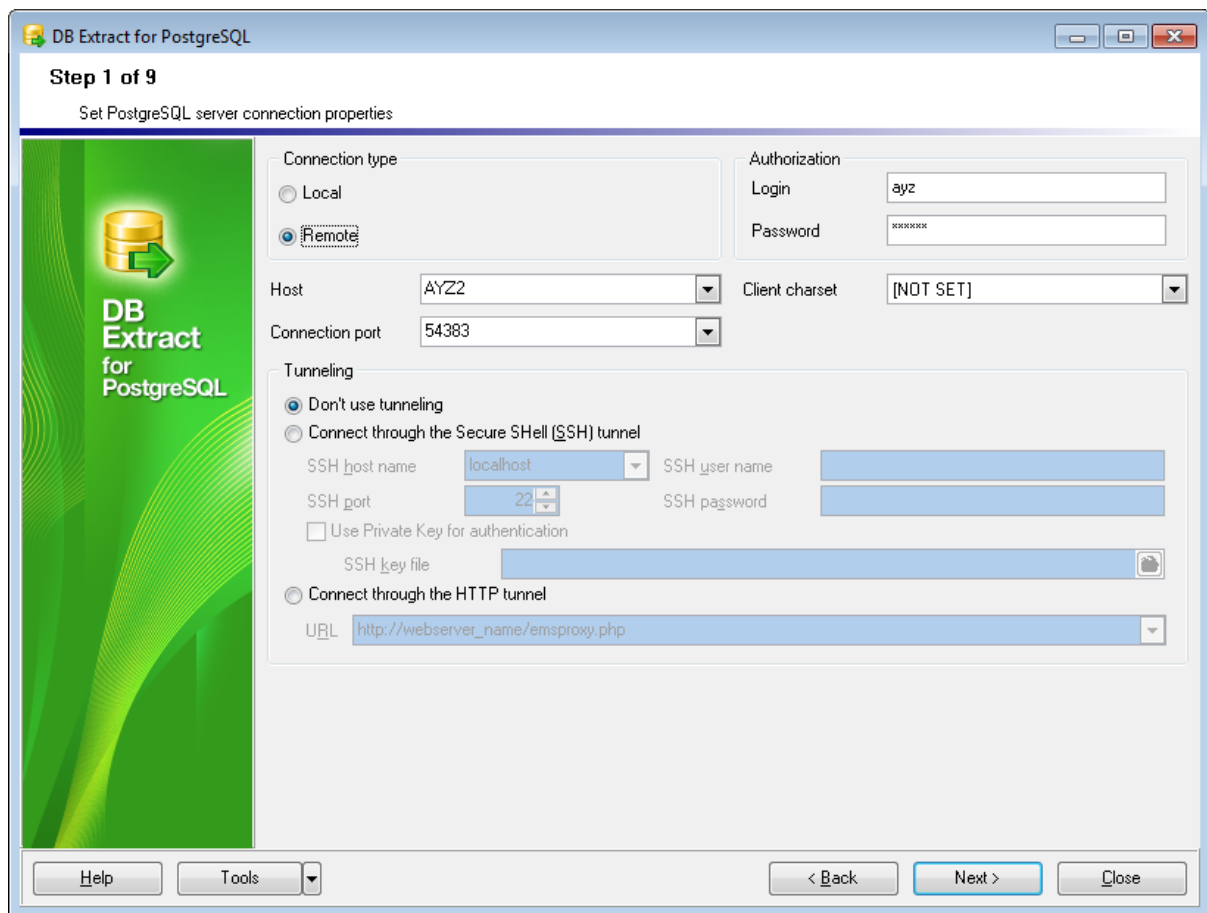 DB Extract for PostgreSQL
Step 1 of 9
Set PostgreSQL server connection properties
DB
Extract
for
PostgreSQL
Connection type
Local
Remote
Authorization
Login ayz
Password ××××××
Host AYZ2 Client charset [NOT SET]
Connection port 54383
Tunneling
Don't use tunneling
Connect through the Secure SHell (SSH) tunnel
SSH host name localhost SSH user name
SSH port 22 SSH password
Use Private Key for authentication
SSH key file
Connect through the HTTP tunnel
URL http://webserver_name/emsproxy.php
Help Tools < Back Next > Close